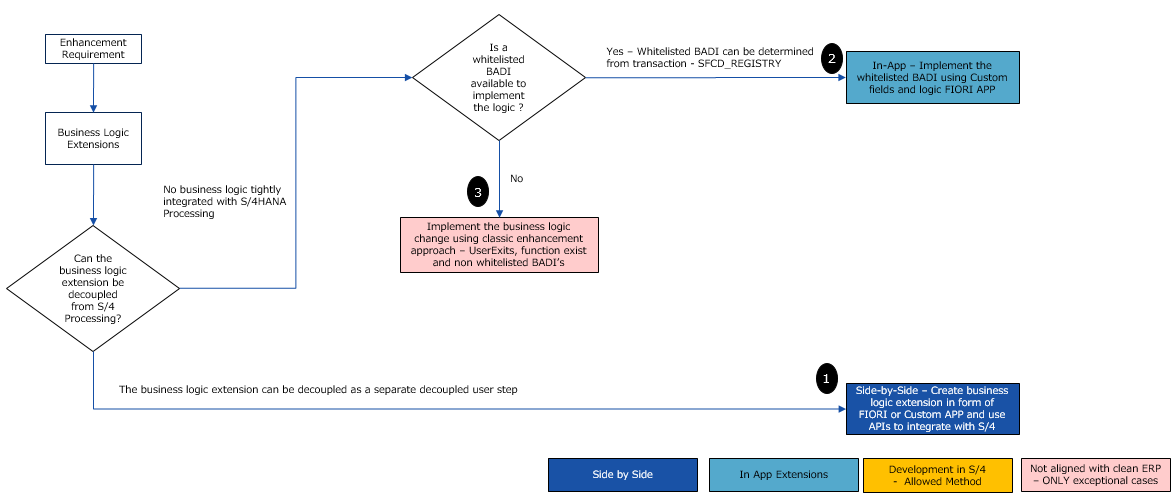 Enhancement
Requirement
Business Logic
Extensions
Can the
business logic
extension be
decoupled
from S/4
Processing?
No business logic tightly
integrated with S/4HANA
Processing
Is a
whitelisted
BADI
available to
implement
the logic ?
Yes – Whitelisted BADI can be determined
from transaction - SFCD_REGISTRY
2
In-App – Implement the
whitelisted BADI using Custom
fields and logic FIORI APP
No
3
Implement the business logic
change using classic enhancement
approach – UserExits, function exist
and non whitelisted BADI's
The business logic extension can be decoupled as a separate decoupled user step
1
Side-by-Side – Create business
logic extension in form of
FIORI or Custom APP and use
APIs to integrate with S/4
Side by Side
In App Extensions
Development in S/4
- Allowed Method
Not aligned with clean ERP
– ONLY exceptional cases